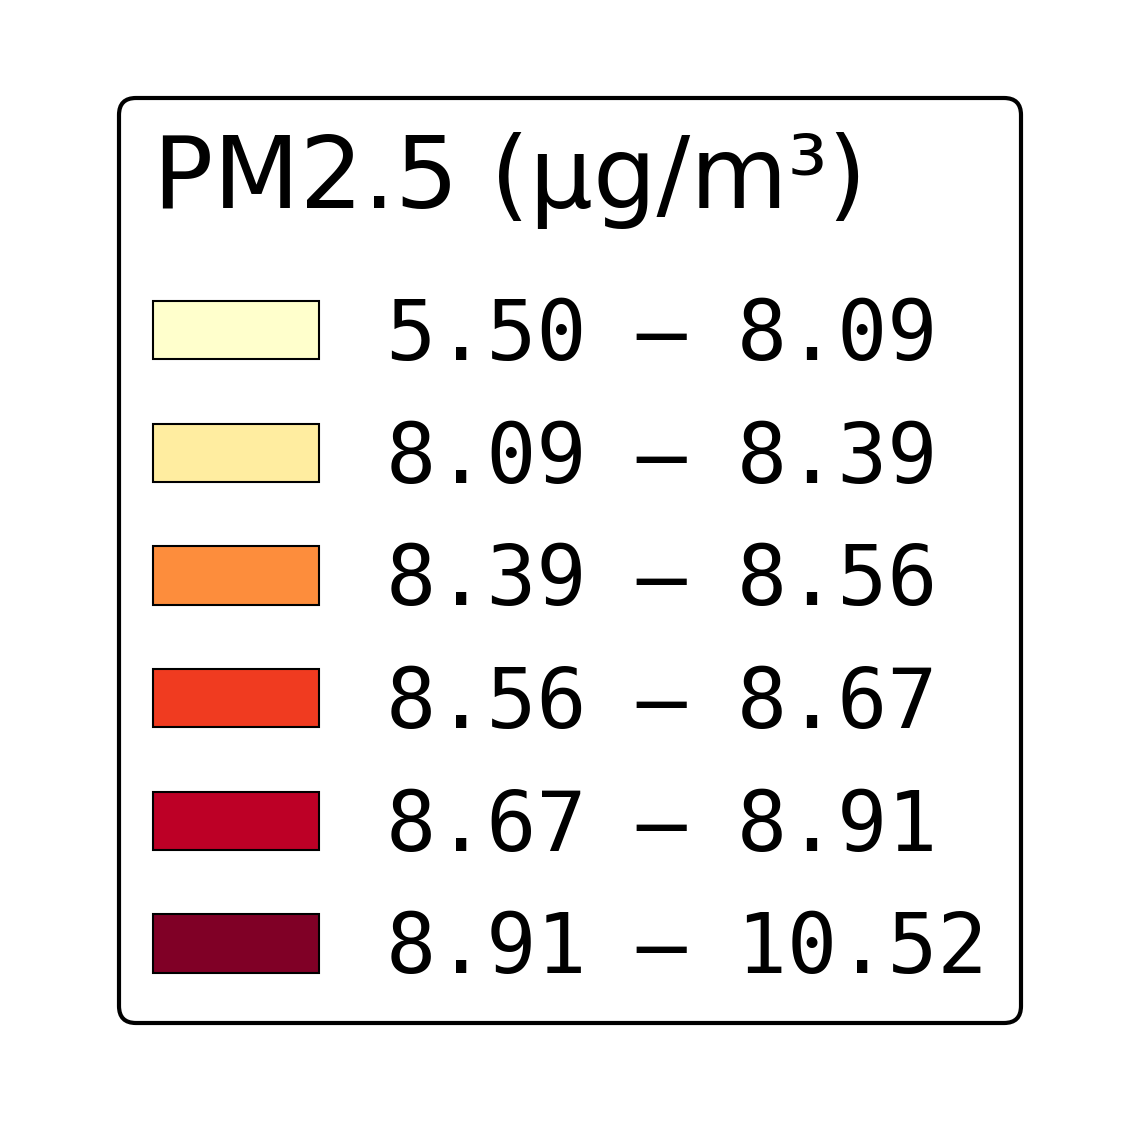 PM2.5 (µg/m³)
5.50 – 8.09
8.09 – 8.39
8.39 – 8.56
8.56 – 8.67
8.67 – 8.91
8.91 – 10.52